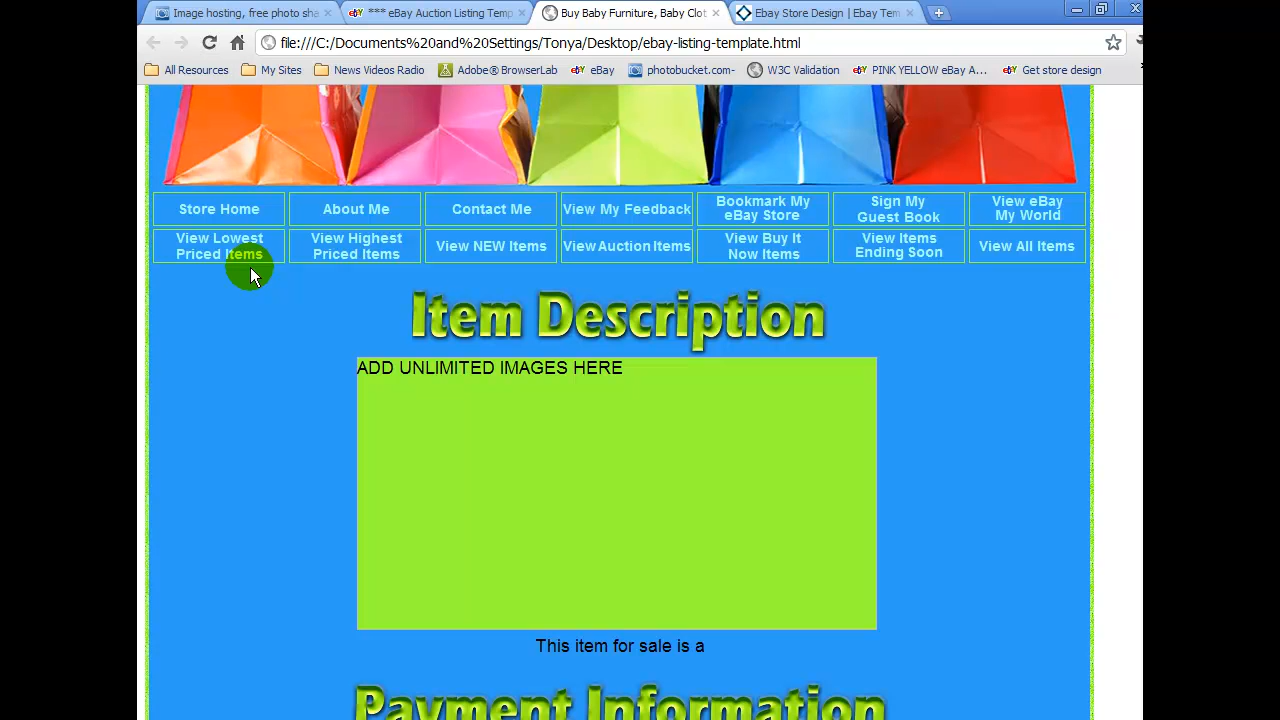 Image hosting, free photo sha
*** eBay Auction Listing Temp
Buy Baby Furniture, Baby Clot
Ebay Store Design | Ebay Tem
file:///C:/Documents%20and%20Settings/Tonya/Desktop/ebay-listing-template.html
All Resources
My Sites
News Videos Radio
Adobe® BrowserLab
eBay
photobucket.com-
W3C Validation
PINK YELLOW eBay A...
Get store design
Store Home
About Me
Contact Me
View My Feedback
Bookmark My
eBay Store
Sign My
Guest Book
View eBay
My World
View Lowest
Priced Items
View Highest
Priced Items
View NEW Items
View Auction Items
View Buy It
Now Items
View Items
Ending Soon
View All Items
Item Description
ADD UNLIMITED IMAGES HERE
This item for sale is a
Payment Information